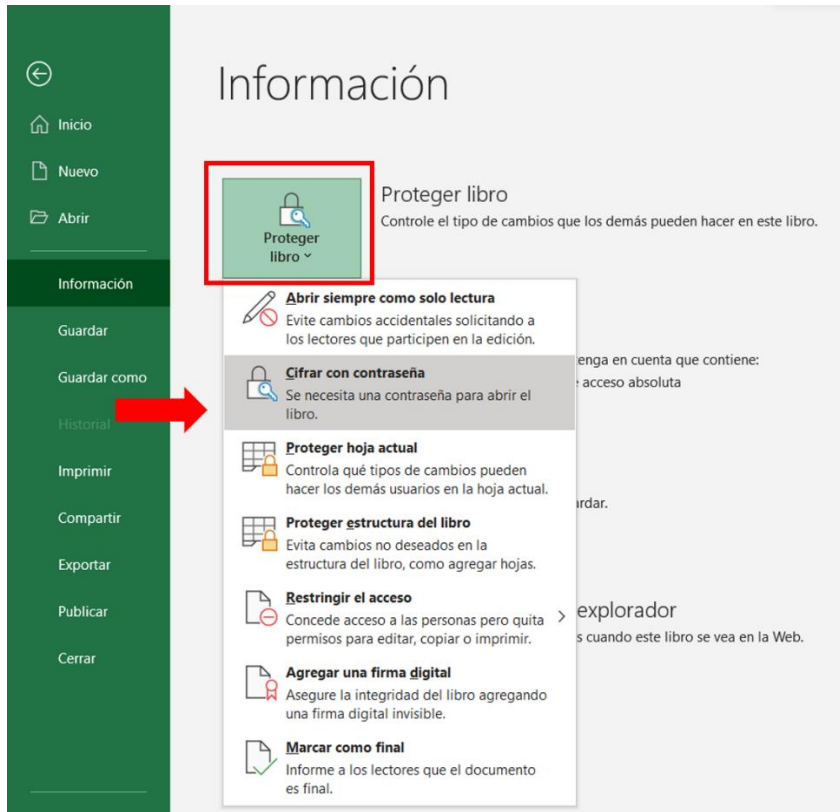 Información
Inicio
Nuevo
Abrir
Información
Guardar
Guardar como
Historial
Imprimir
Compartir
Exportar
Publicar
Cerrar
Proteger
libro
Proteger libro
Controle el tipo de cambios que los demás pueden hacer en este libro.
Abrir siempre como solo lectura
Evite cambios accidentales solicitando a
los lectores que participen en la edición.
Cifrar con contraseña
Se necesita una contraseña para abrir el
libro.
Proteger hoja actual
Controla qué tipos de cambios pueden
hacer los demás usuarios en la hoja actual.
Proteger estructura del libro
Evita cambios no deseados en la
estructura del libro, como agregar hojas.
Restringir el acceso
Concede acceso a las personas pero quita
permisos para editar, copiar o imprimir.
Agregar una firma digital
Asegure la integridad del libro agregando
una firma digital invisible.
Marcar como final
Informe a los lectores que el documento
es final.
tenga en cuenta que contiene:
acceso absoluta
rdar.
explorador
s cuando este libro se vea en la Web.